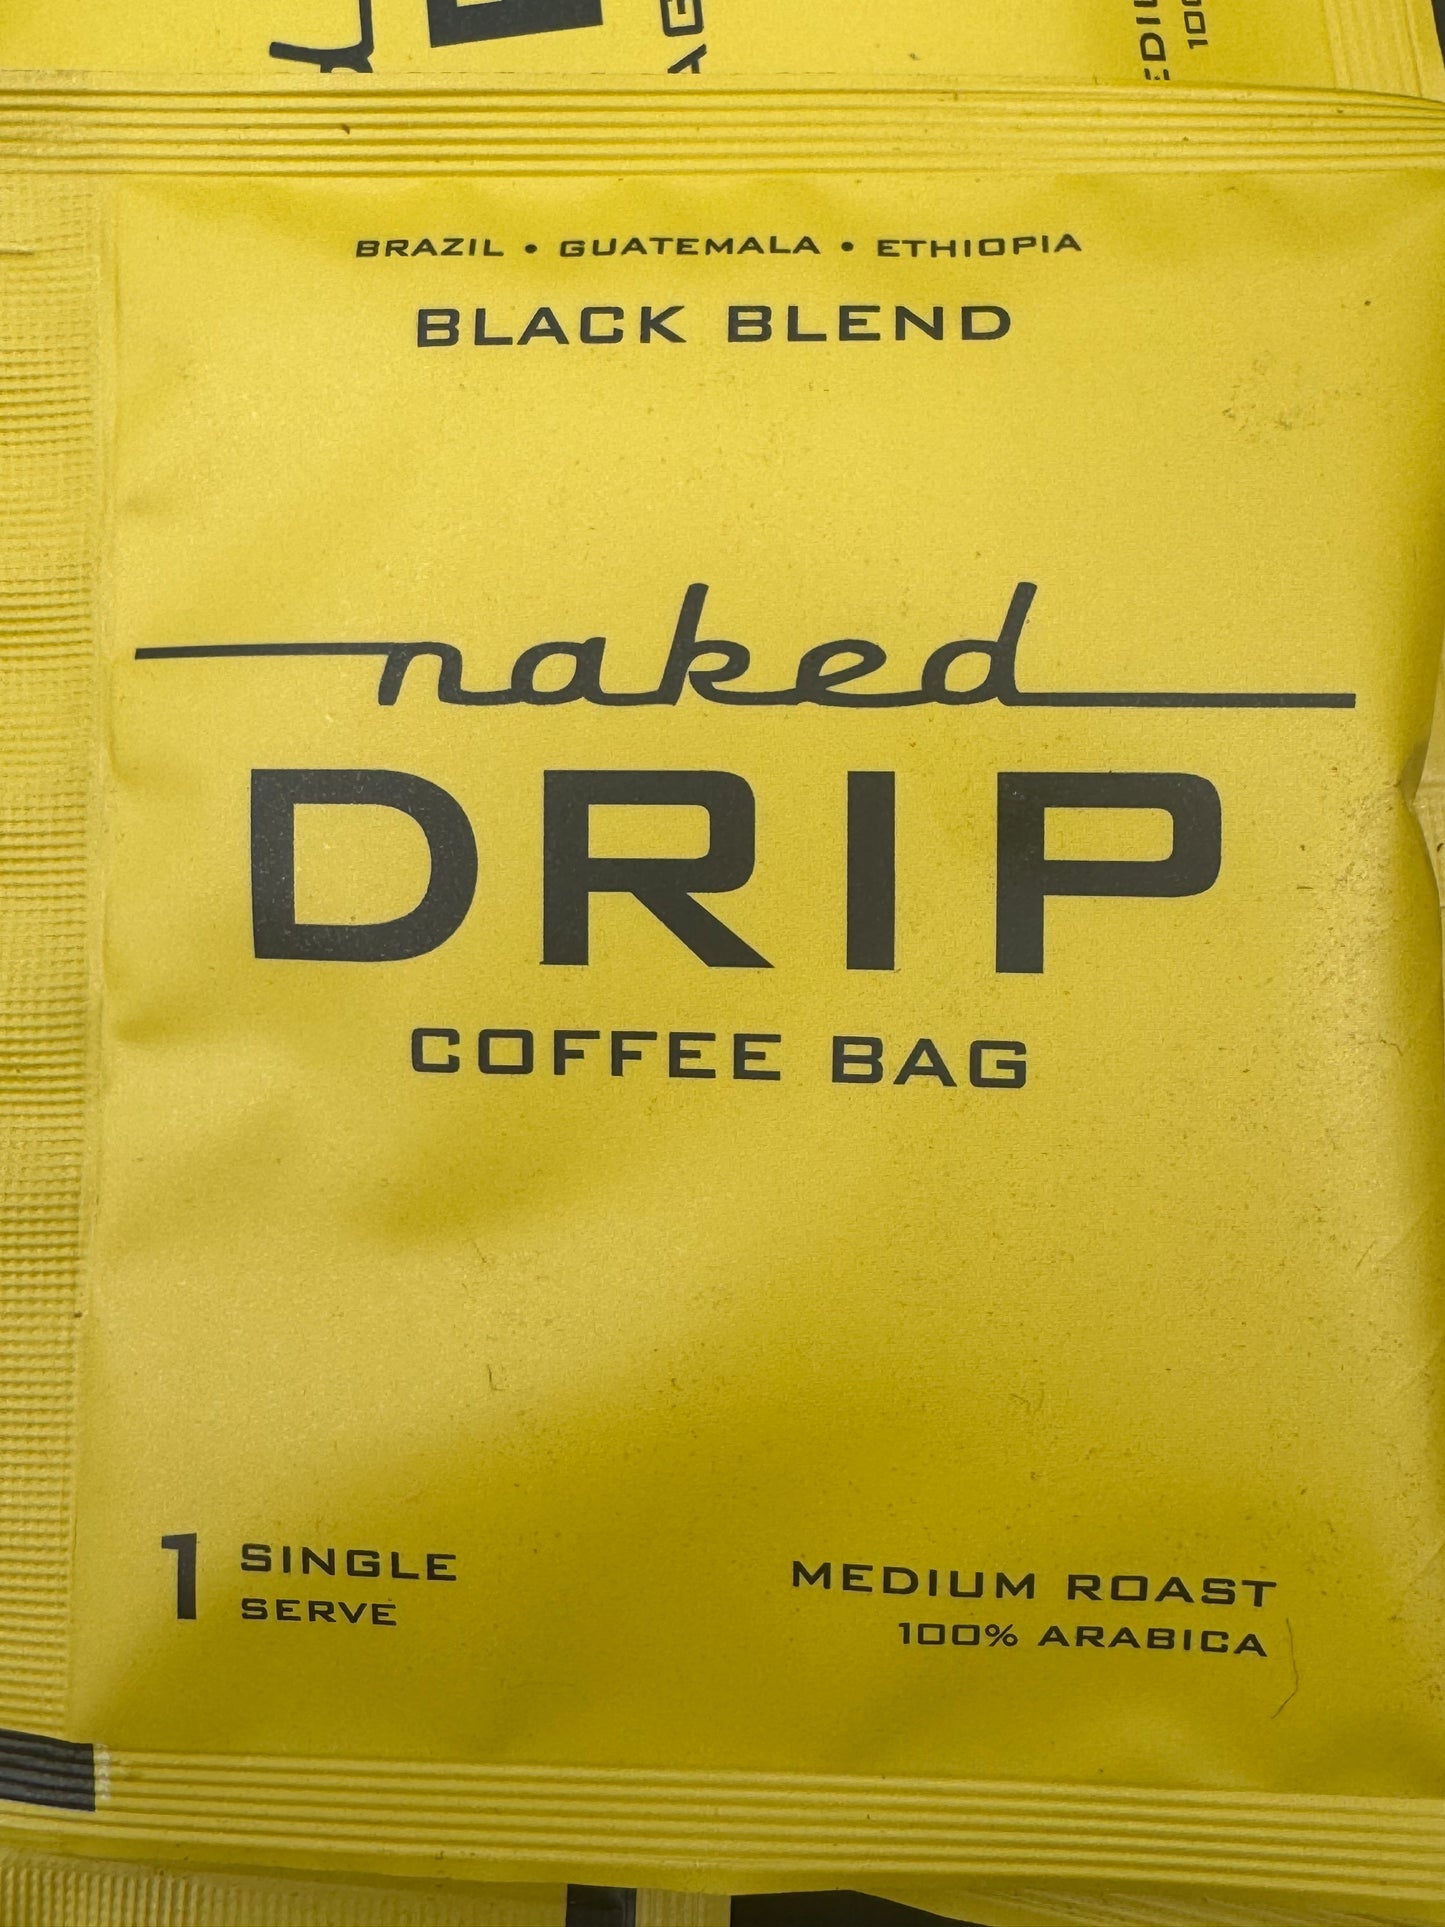 BRAZIL • GUATEMALA • ETHIOPIA
BLACK BLEND
naked
DRIP
COFFEE BAG
1 SINGLE
SERVE
MEDIUM ROAST
100% ARABICA